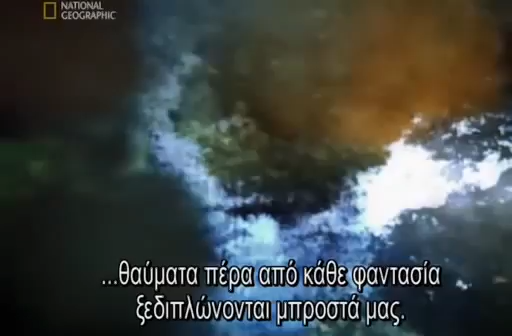 NATIONAL
GEOGRAPHIC
...θαύματα πέρα από κάθε φαντασία
ξεδιπλώνονται μπροστά μας.